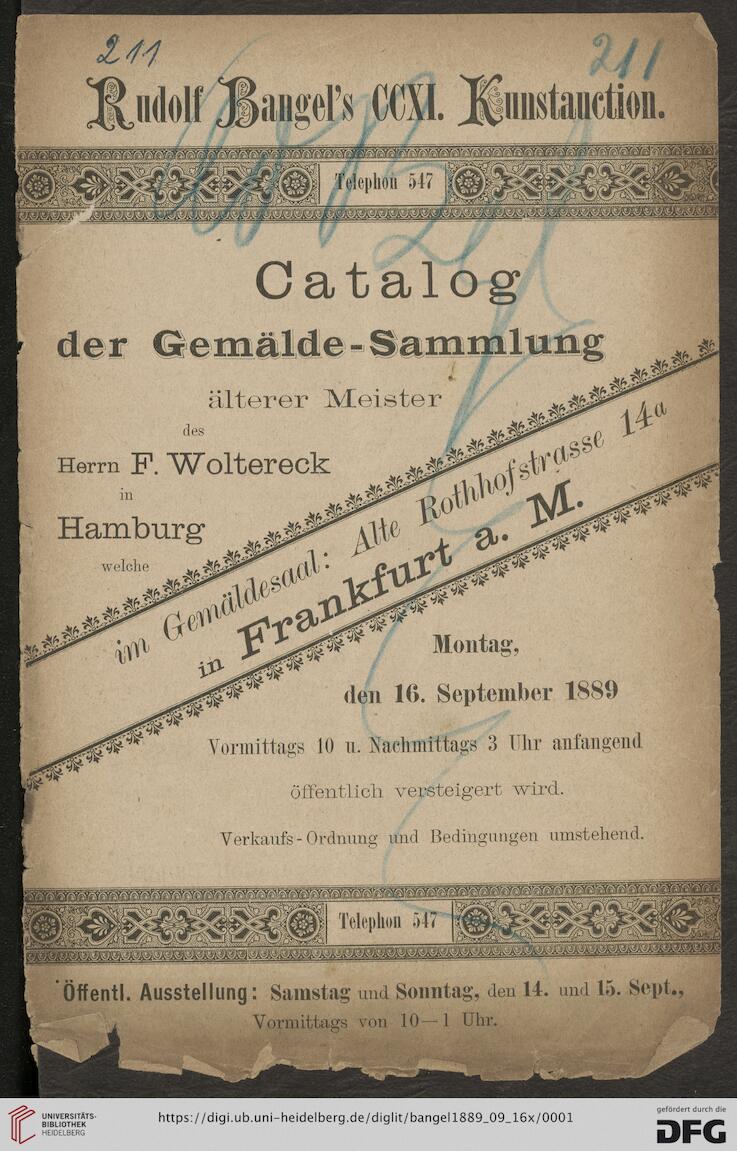 211 211
Rudolf Bangel's CCXI. Kunstauction.
Telephon 547
Catalog
der Gemälde-Sammlung
älterer Meister
des
Herrn F. Woltereck
in
Hamburg
welche
im Gemäldesaal: Alte Rothhofstrasse 14a
in Frankfurt a. M.
Montag,
den 16. September 1889
Vormittags 10 u. Nachmittags 3 Uhr anfangend
öffentlich versteigert wird.
Verkaufs-Ordnung und Bedingungen umstehend.
Telephon 547
Öffentl. Ausstellung: Samstag und Sonntag, den 14. und 15. Sept.,
Vormittags von 10—1 Uhr.
UNIVERSITÄTS-
BIBLIOTHEK
HEIDELBERG
https://digi.ub.uni-heidelberg.de/diglit/bangel1889_09_16x/0001
gefördert durch die
DFG